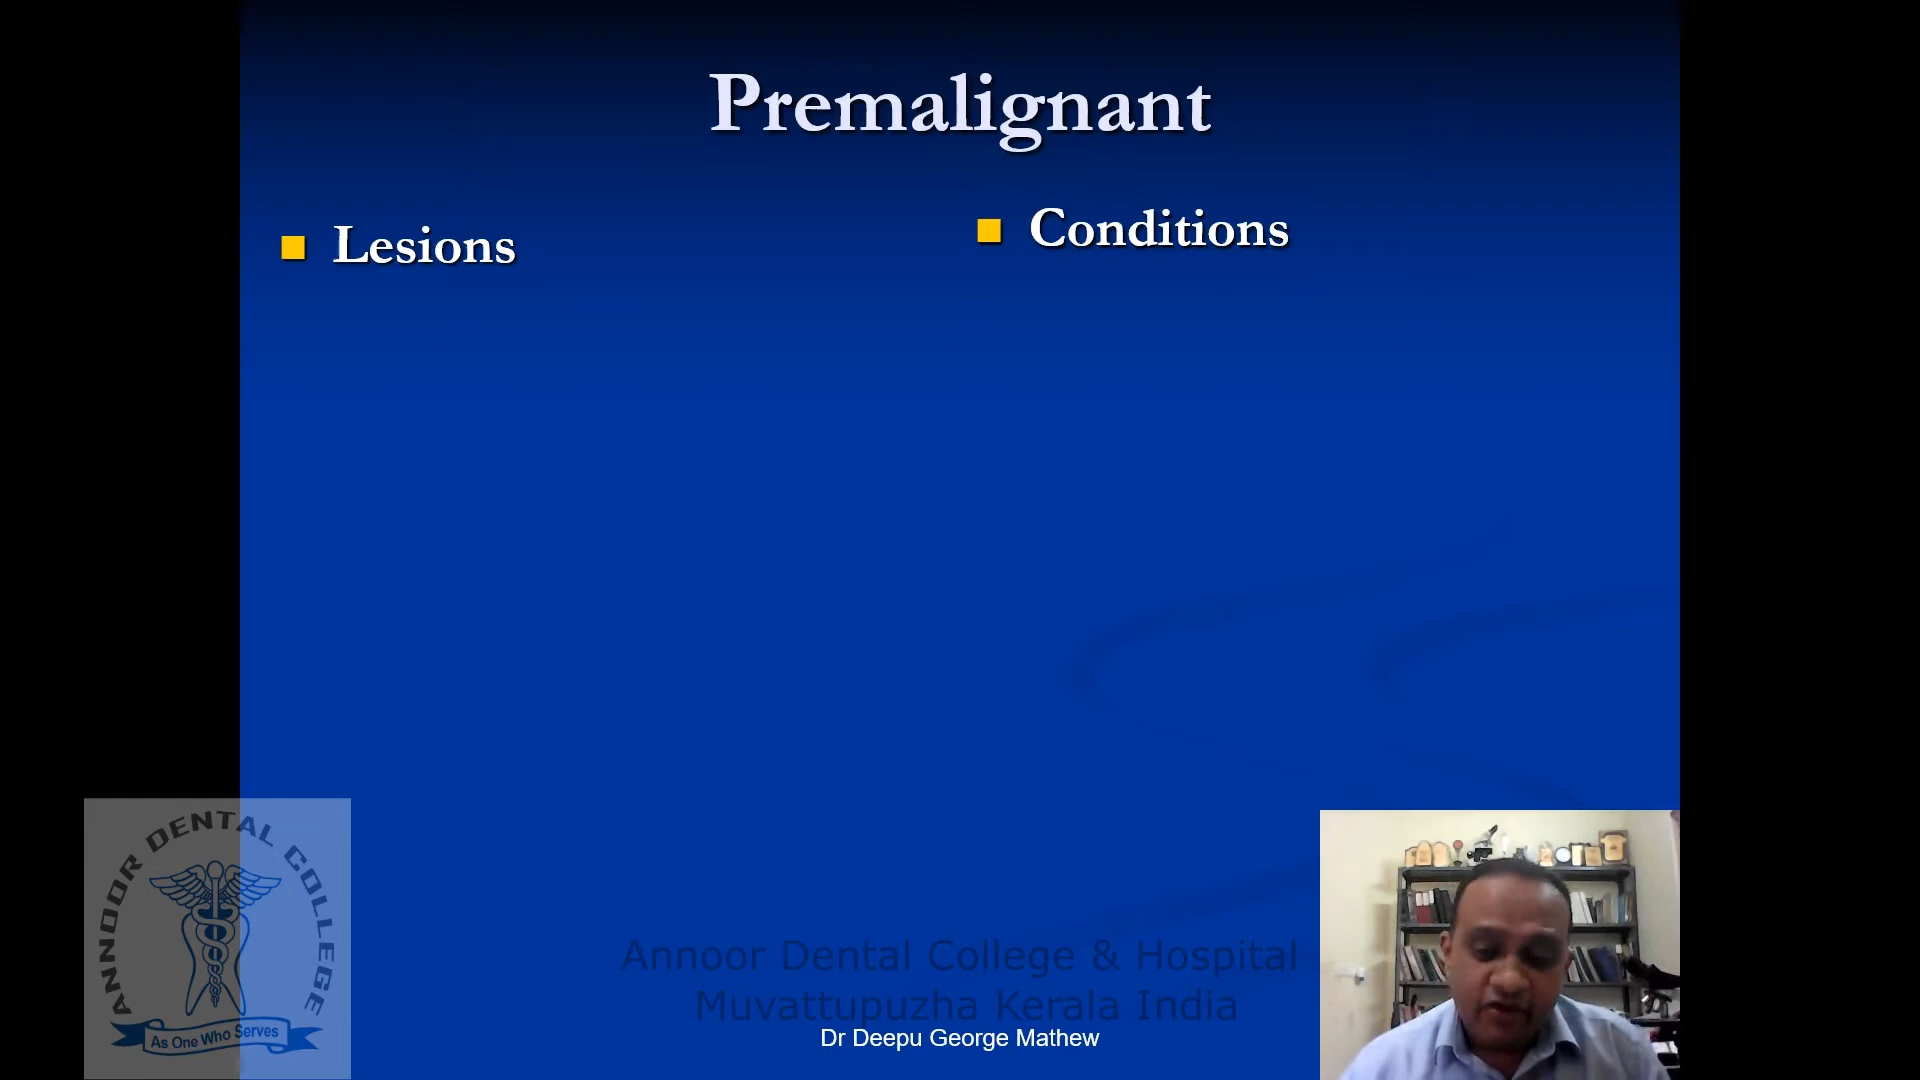 Premalignant
Lesions
Conditions
ANNOOR DENTAL COLLEGE
As One Who Serves
Annoor Dental College & Hospital
Muvattupuzha Kerala India
Dr Deepu George Mathew